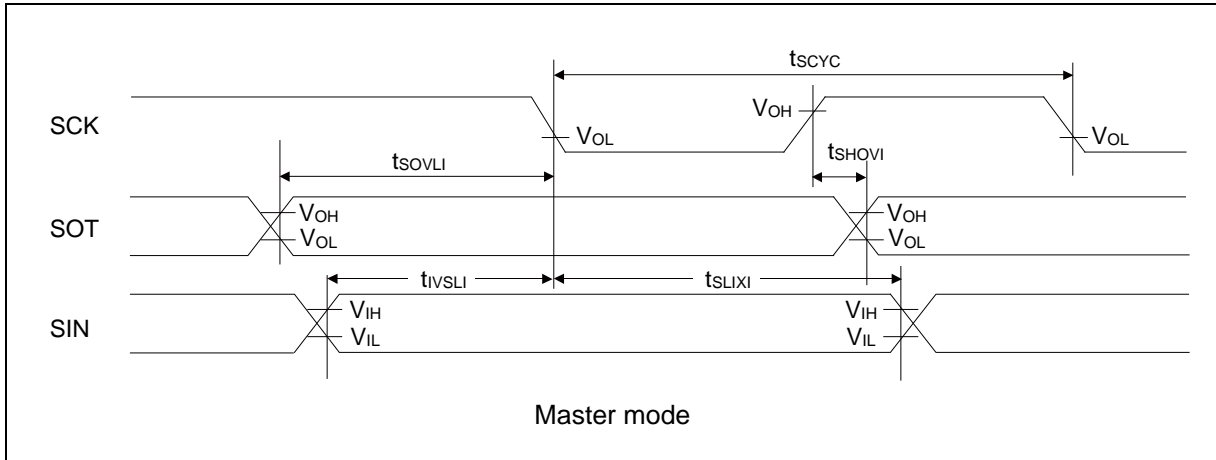 tSCYC
SCK
VOH
VOL
VOL
tSHOVI
tSOVLI
SOT
VOH
VOL
VOH
VOL
tIVSLI
tSLIXI
SIN
VIH
VIL
VIH
VIL
Master mode